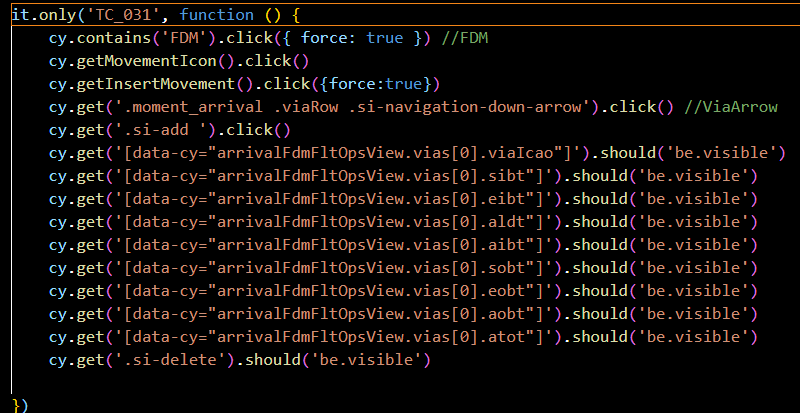 it.only('TC_031', function () {
cy.contains('FDM').click({ force: true }) //FDM
cy.getMovementIcon().click()
cy.getInsertMovement().click({force:true})
cy.get('.moment_arrival .viaRow .si-navigation-down-arrow').click() //ViaArrow
cy.get('.si-add ').click()
cy.get('[data-cy="arrivalFdmFltOpsView.vias[0].viaIcao"]').should('be.visible')
cy.get('[data-cy="arrivalFdmFltOpsView.vias[0].sibt"]').should('be.visible')
cy.get('[data-cy="arrivalFdmFltOpsView.vias[0].eibt"]').should('be.visible')
cy.get('[data-cy="arrivalFdmFltOpsView.vias[0].aldt"]').should('be.visible')
cy.get('[data-cy="arrivalFdmFltOpsView.vias[0].aibt"]').should('be.visible')
cy.get('[data-cy="arrivalFdmFltOpsView.vias[0].sobt"]').should('be.visible')
cy.get('[data-cy="arrivalFdmFltOpsView.vias[0].eobt"]').should('be.visible')
cy.get('[data-cy="arrivalFdmFltOpsView.vias[0].aobt"]').should('be.visible')
cy.get('[data-cy="arrivalFdmFltOpsView.vias[0].atot"]').should('be.visible')
cy.get('.si-delete').should('be.visible')
})